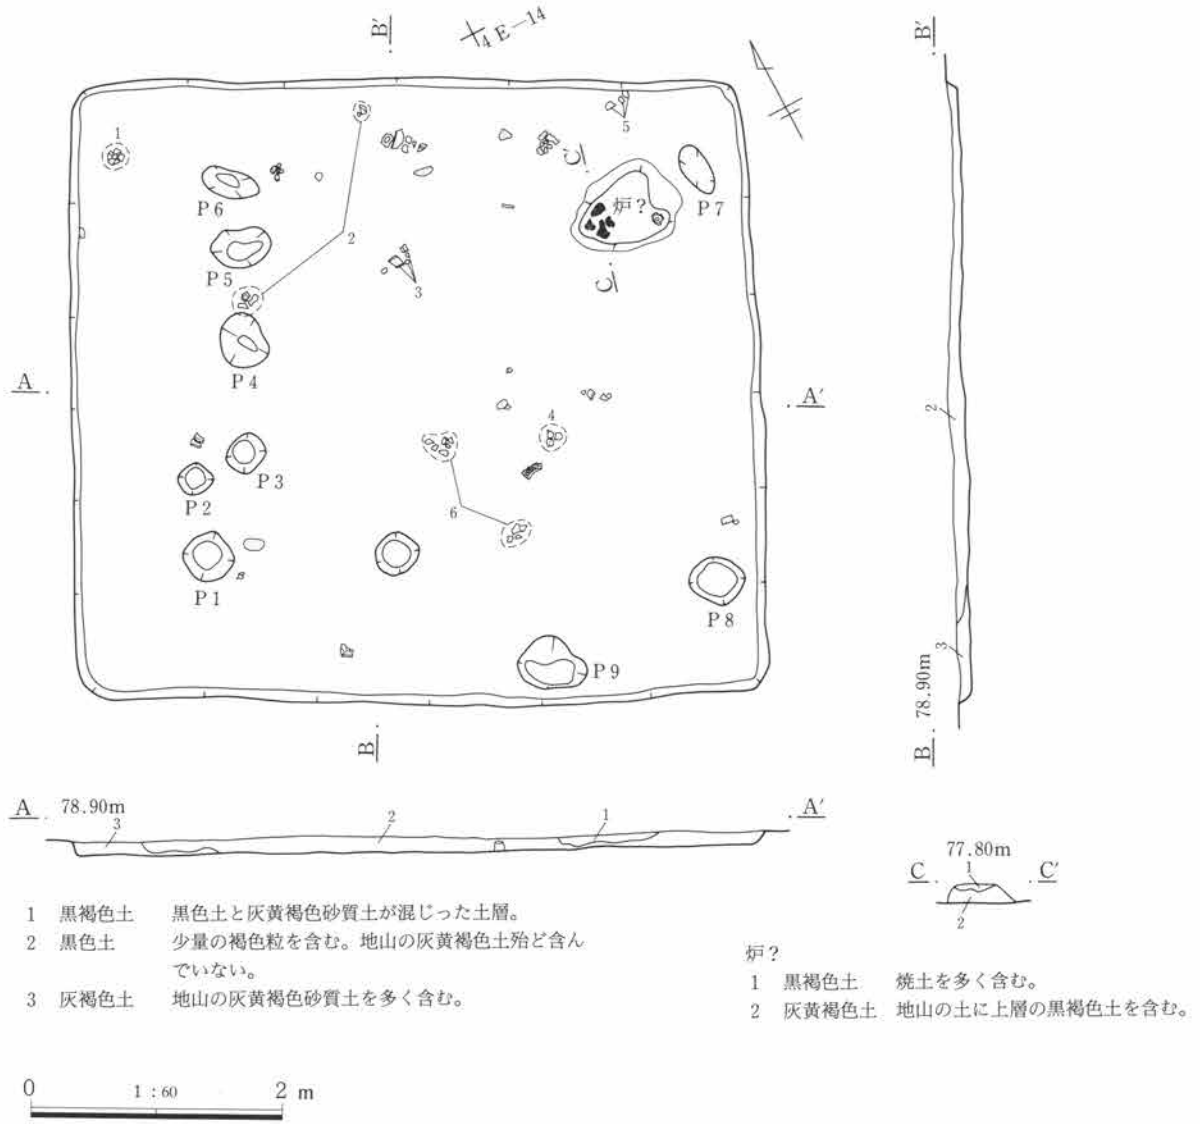 B′
4E-14
B′
1
5
C′
P6
炉?
P7
2
P5
3
C
P4
A
A′
2
4
P3
P2
6
P1
P8
3
P9
B
B 78.90m
A 78.90m
3
2
1
A′
77.80m
C
1
C′
2
1 黒褐色土 黒色土と灰黄褐色砂質土が混じった土層。
2 黒色土 少量の褐色粒を含む。地山の灰黄褐色土殆ど含ん
でいない。
3 灰褐色土 地山の灰黄褐色砂質土を多く含む。
炉?
1 黒褐色土 焼土を多く含む。
2 灰黄褐色土 地山の土に上層の黒褐色土を含む。
0 1:60 2 m